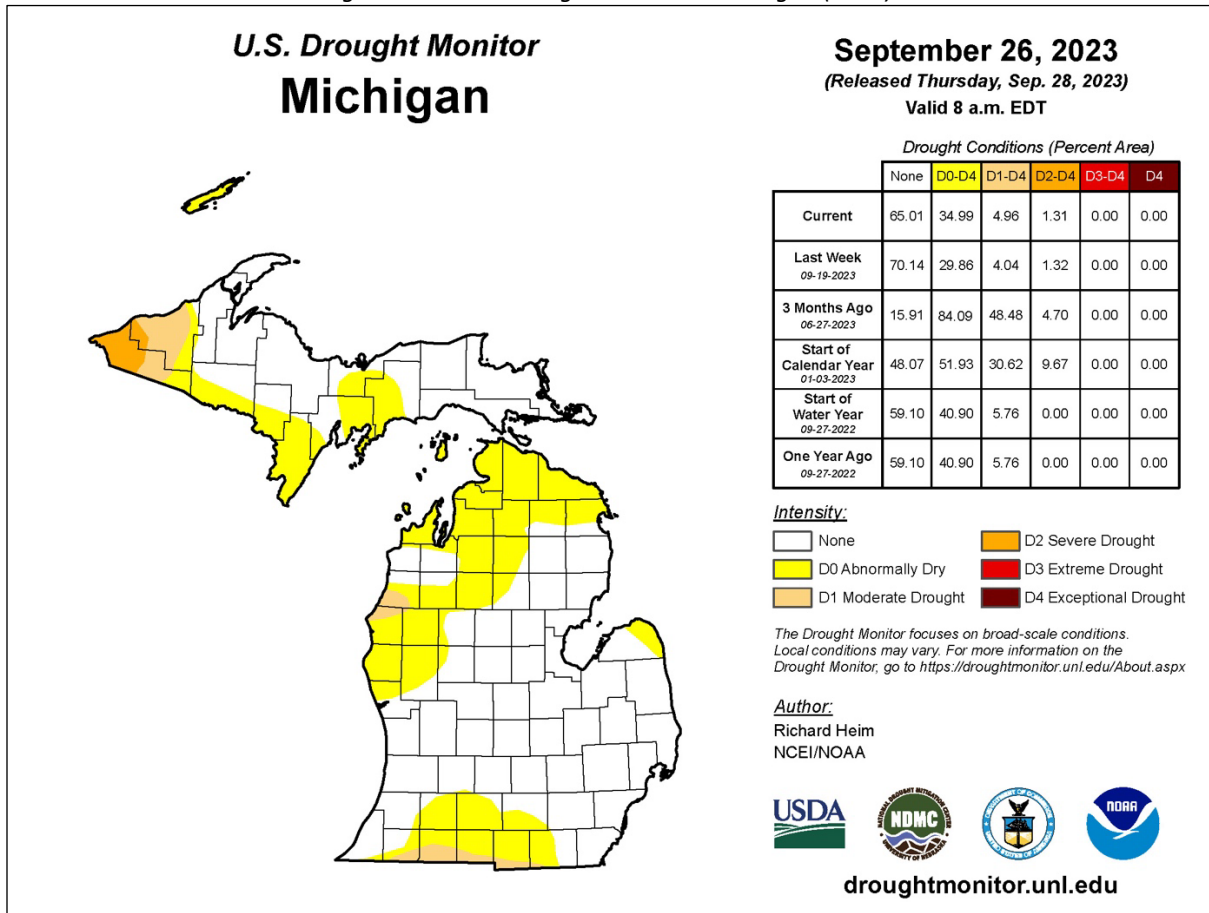 U.S. Drought Monitor
Michigan
September 26, 2023
(Released Thursday, Sep. 28, 2023)
Valid 8 a.m. EDT
Drought Conditions (Percent Area)
None D0-D4 D1-D4 D2-D4 D3-D4 D4
Current 65.01 34.99 4.96 1.31 0.00 0.00
Last Week
09-19-2023
70.14 29.86 4.04 1.32 0.00 0.00
3 Months Ago
06-27-2023
15.91 84.09 48.48 4.70 0.00 0.00
Start of
Calendar Year
01-03-2023
48.07 51.93 30.62 9.67 0.00 0.00
Start of
Water Year
09-27-2022
59.10 40.90 5.76 0.00 0.00 0.00
One Year Ago
09-27-2022
59.10 40.90 5.76 0.00 0.00 0.00
Intensity:
None
D0 Abnormally Dry
D1 Moderate Drought
D2 Severe Drought
D3 Extreme Drought
D4 Exceptional Drought
The Drought Monitor focuses on broad-scale conditions.
Local conditions may vary. For more information on the
Drought Monitor, go to https://droughtmonitor.unl.edu/About.aspx
Author:
Richard Heim
NCEI/NOAA
USDA
NATIONAL DROUGHT MITIGATION CENTER
NDMC
UNIVERSITY OF NEBRASKA
NOAA
droughtmonitor.unl.edu